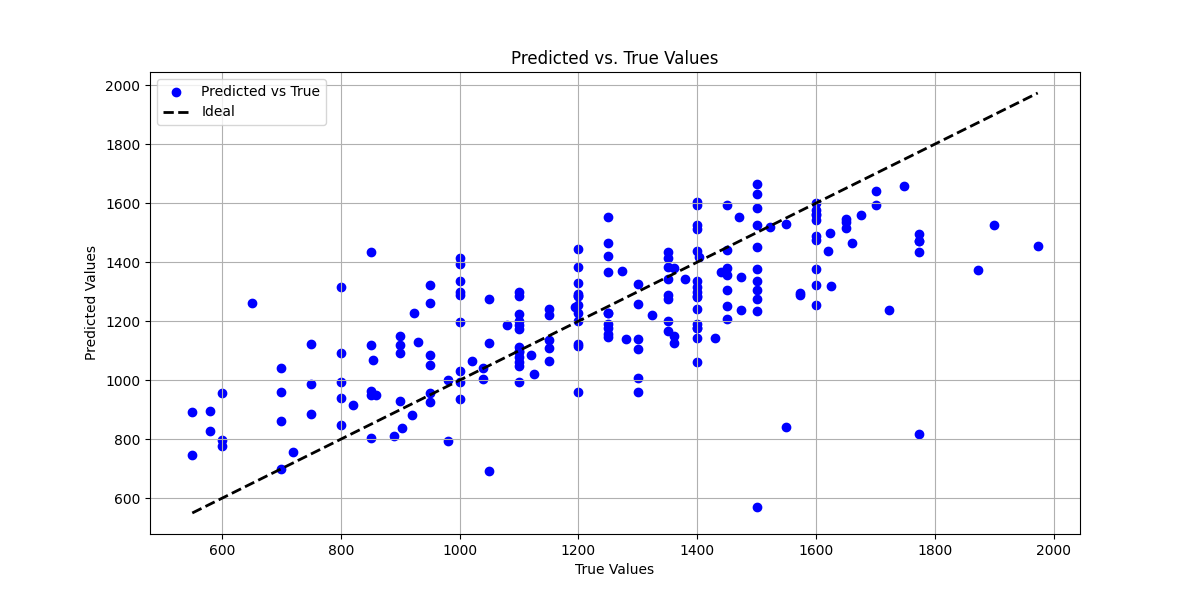 Predicted vs. True Values
Predicted vs True
Ideal
Predicted Values
2000
1800
1600
1400
1200
1000
800
600
600 800 1000 1200 1400 1600 1800 2000
True Values